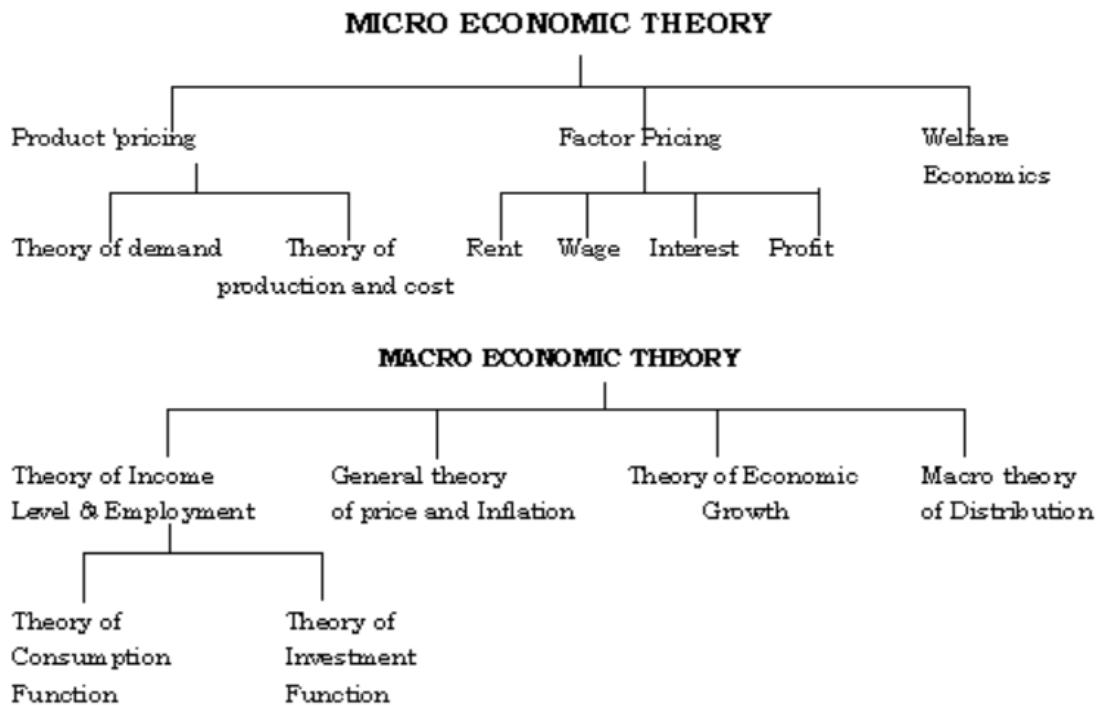 MICRO ECONOMIC THEORY
Product 'pricing
Factor Pricing
Welfare
Economics
Theory of demand
Theory of
production and cost
Rent
Wage
Interest
Profit
MACRO ECONOMIC THEORY
Theory of Income
Level & Employment
General theory
of price and Inflation
Theory of Economic
Growth
Macro theory
of Distribution
Theory of
Consumption
Function
Theory of
Investment
Function